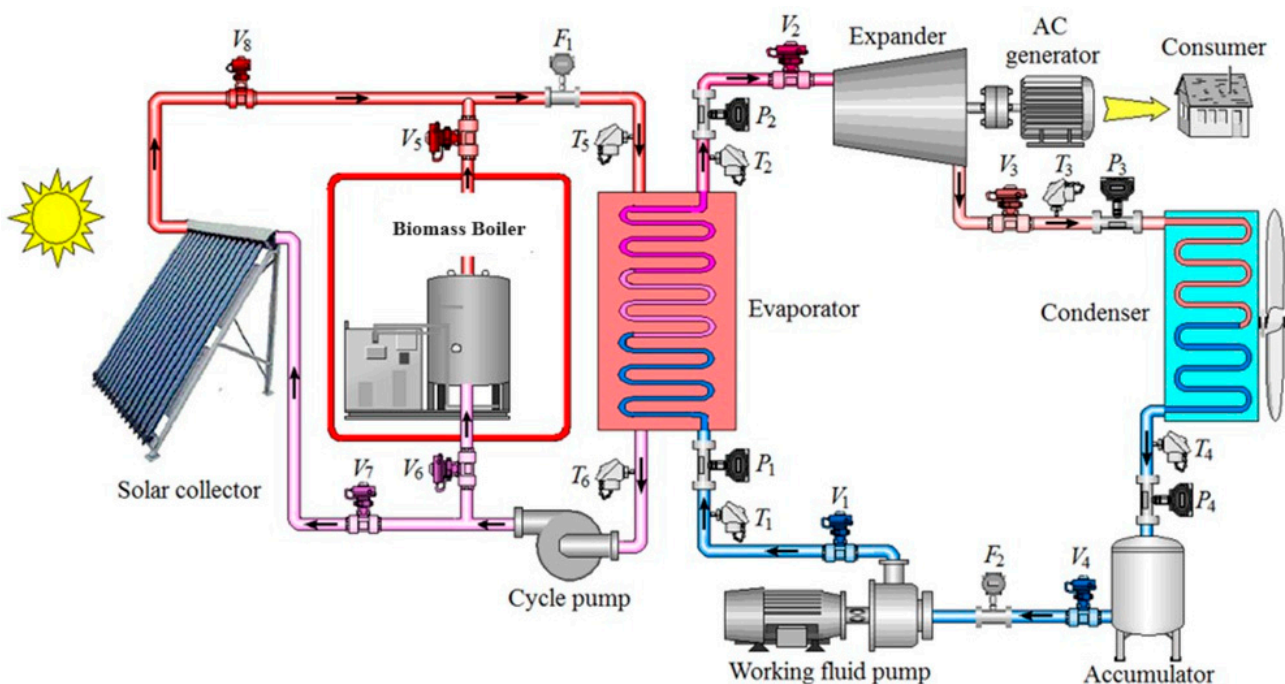 V8
F1
V2
Expander
AC
generator
Consumer
V5
T5
P2
T2
V3
T3
P3
Biomass Boiler
Evaporator
Condenser
Solar collector
V7
V6
T6
P1
T1
V1
T4
P4
Cycle pump
F2
V4
Working fluid pump
Accumulator